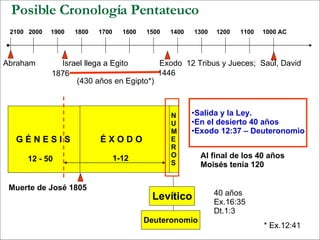 Posible Cronología Pentateuco
2100 2000 1900 1800 1700 1600 1500 1400 1300 1200 1100 1000 AC
Abraham Israel llega a Egito Exodo 12 Tribus y Jueces; Saul, David
1876 1446
(430 años en Egipto*)
G É N E S I S
12 - 50
É X O D O
1-12
N
U
M
E
R
O
S
•Salida y la Ley.
•En el desierto 40 años
•Exodo 12:37 – Deuteronomio
Al final de los 40 años
Moisés tenía 120
Muerte de José 1805
Levítico
Deuteronomio
40 años
Ex.16:35
Dt.1:3
* Ex.12:41